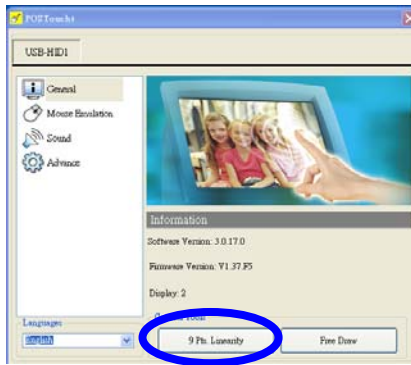 POSTouch
USB-HID1
General
Mouse Emulation
Sound
Advance
Information
Software Version: 3.0.17.0
Firmware Version: V1.37.F5
Display: 2
Languages
English
9 Pts. Linearity
Free Draw